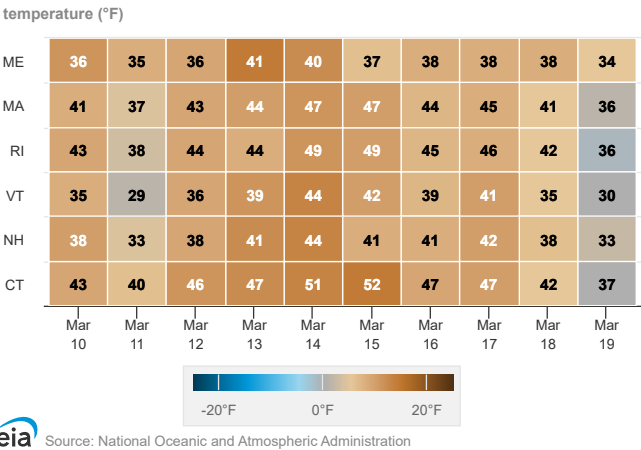 temperature (°F)
ME 36 35 36 41 40 37 38 38 38 34
MA 41 37 43 44 47 47 44 45 41 36
RI 43 38 44 44 49 49 45 46 42 36
VT 35 29 36 39 44 42 39 41 35 30
NH 38 33 38 41 44 41 41 42 38 33
CT 43 40 46 47 51 52 47 47 42 37
Mar Mar Mar Mar Mar Mar Mar Mar Mar Mar
10 11 12 13 14 15 16 17 18 19
-20°F 0°F 20°F
eia Source: National Oceanic and Atmospheric Administration